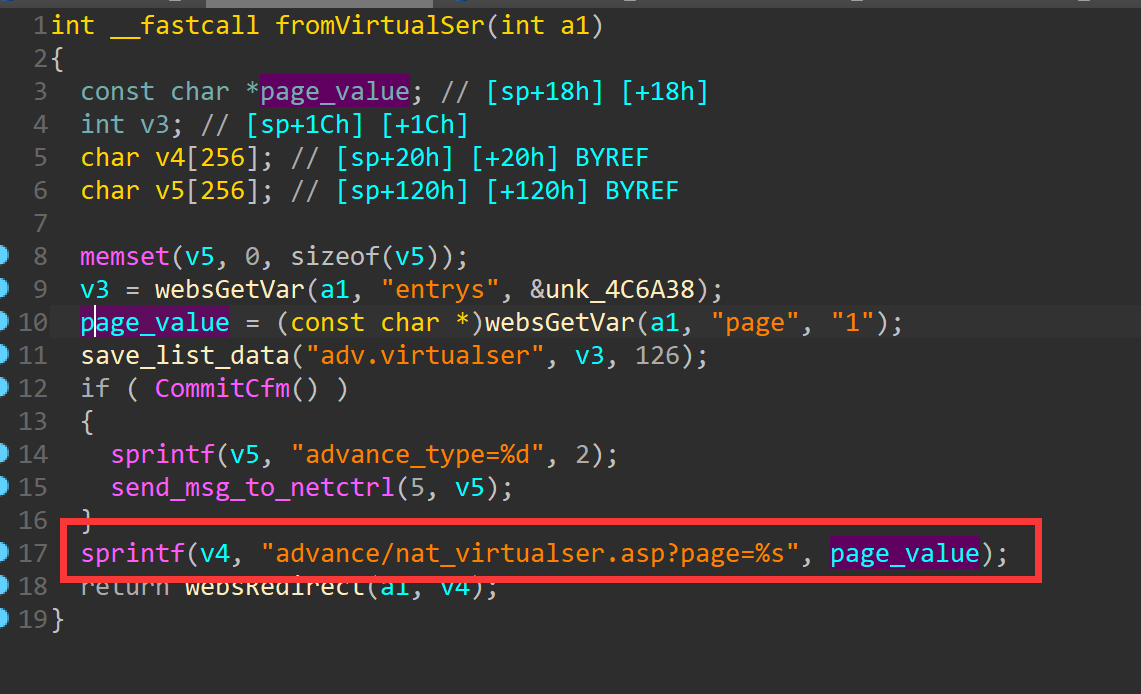 1 int __fastcall fromVirtualSer(int a1)
2 {
3 const char *page_value; // [sp+18h] [+18h]
4 int v3; // [sp+1Ch] [+1Ch]
5 char v4[256]; // [sp+20h] [+20h] BYREF
6 char v5[256]; // [sp+120h] [+120h] BYREF
7
8 memset(v5, 0, sizeof(v5));
9 v3 = websGetVar(a1, "entrys", &unk_4C6A38);
10 page_value = (const char *)websGetVar(a1, "page", "1");
11 save_list_data("adv.virtualser", v3, 126);
12 if ( CommitCfm() )
13 {
14 sprintf(v5, "advance_type=%d", 2);
15 send_msg_to_netctrl(5, v5);
16 }
17 sprintf(v4, "advance/nat_virtualser.asp?page=%s", page_value);
18 return websRedirect(a1, v4);
19 }